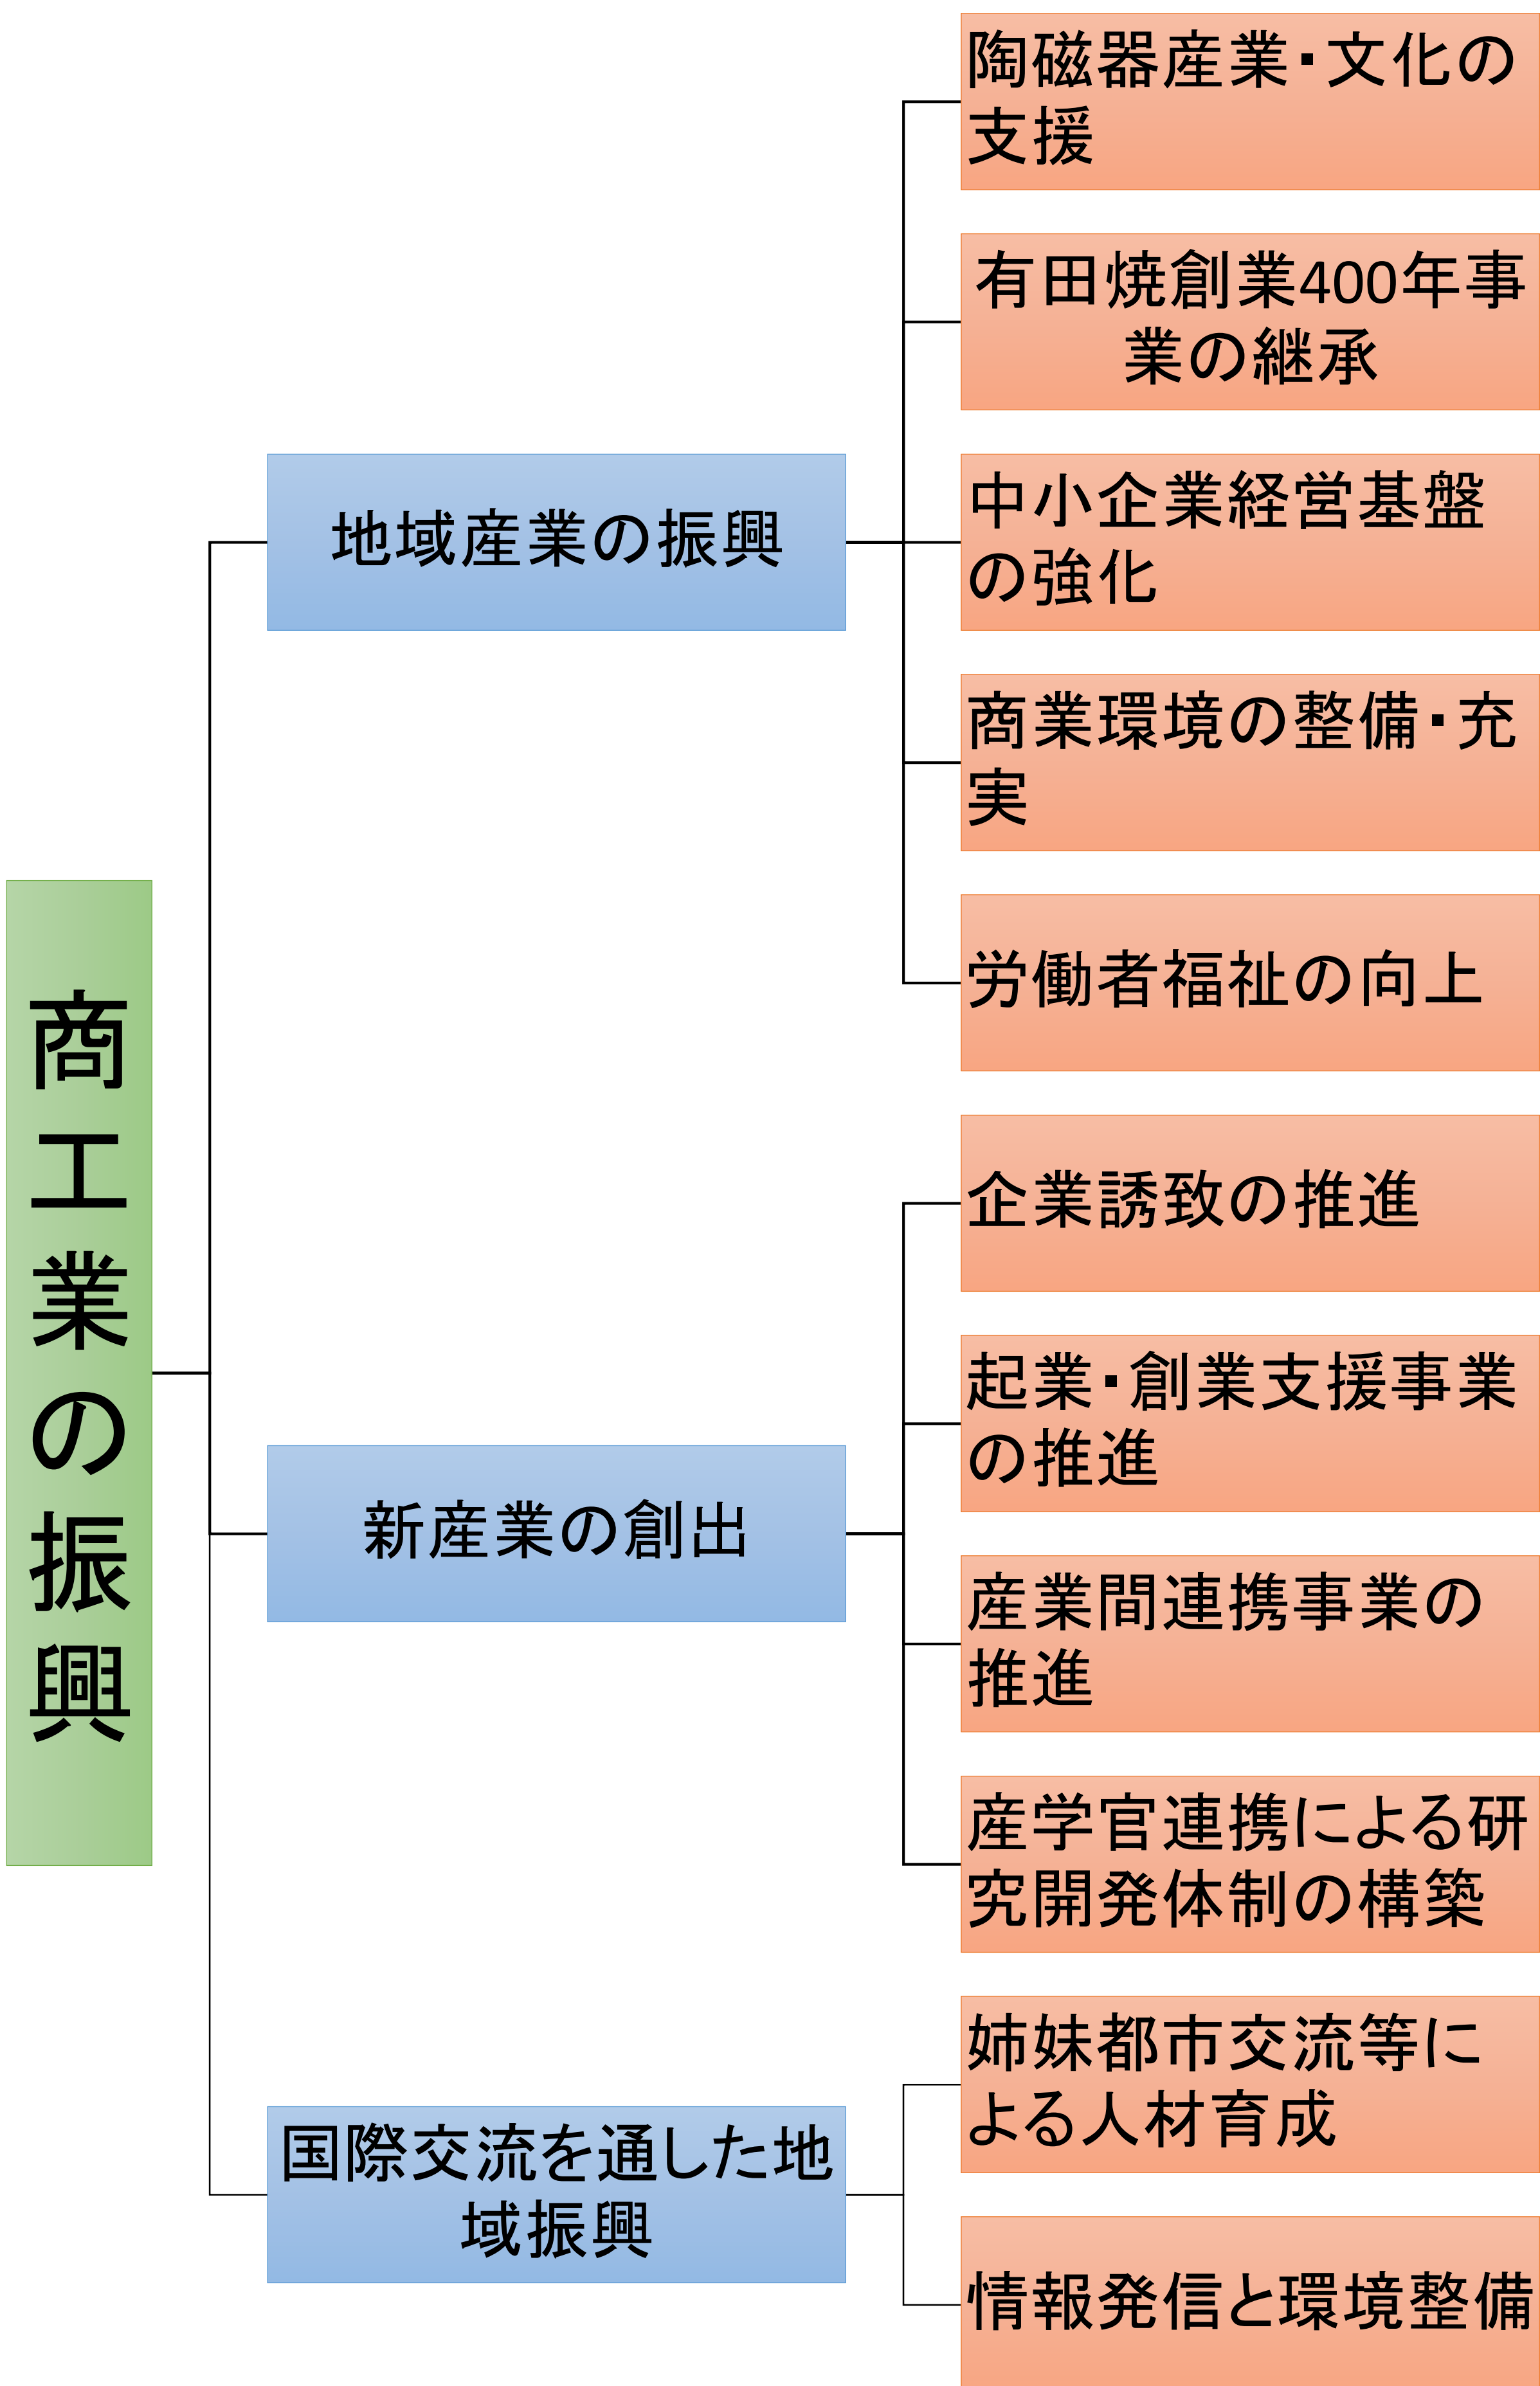 商工業の振興
地域産業の振興
陶磁器産業・文化の
支援
有田焼創業400年事
業の継承
中小企業経営基盤
の強化
商業環境の整備・充
実
労働者福祉の向上
新産業の創出
企業誘致の推進
起業・創業支援事業
の推進
産業間連携事業の
推進
産学官連携による研
究開発体制の構築
国際交流を通した地
域振興
姉妹都市交流等に
よる人材育成
情報発信と環境整備